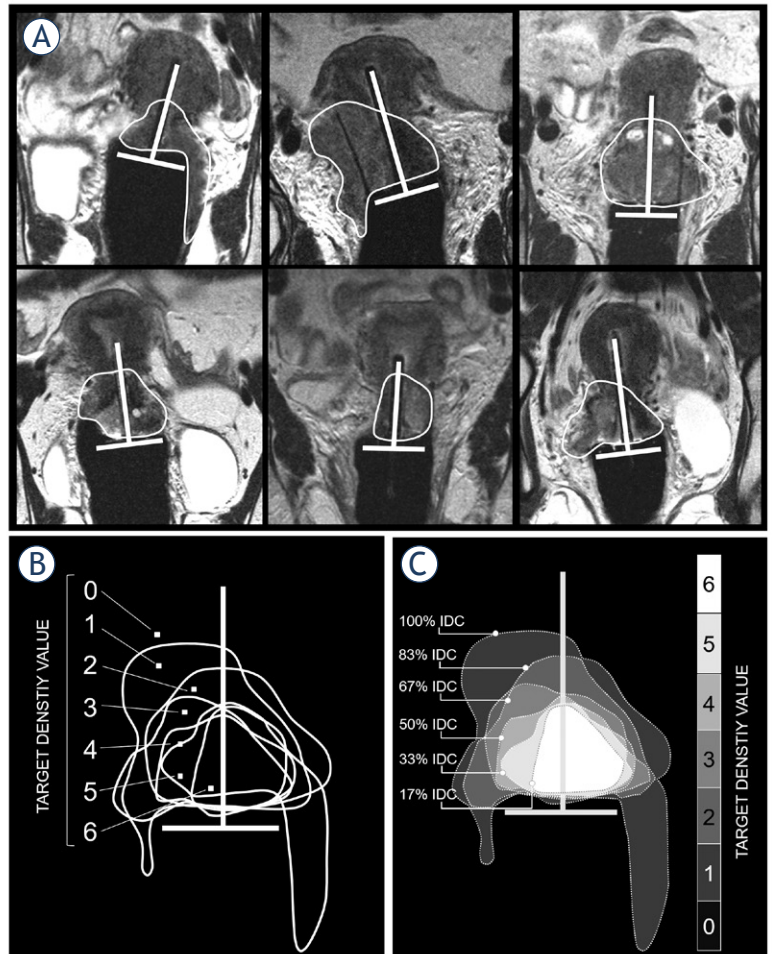 A
B
0
1
2
3
4
5
6
TARGET DENSTIY VALUE
C
100% IDC
83% IDC
67% IDC
50% IDC
33% IDC
17% IDC
6
5
4
3
2
1
0
TARGET DENSTIY VALUE